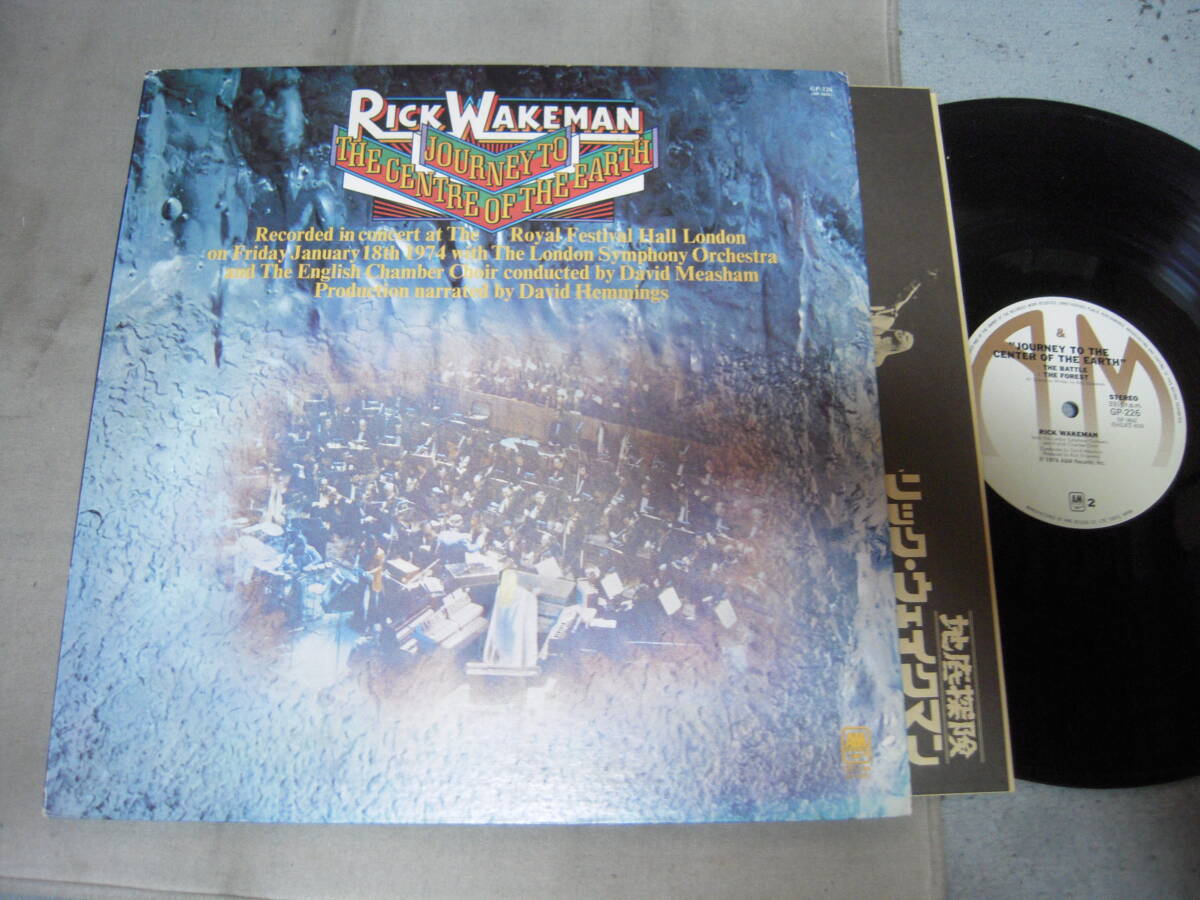 GP-226
RICK WAKEMAN
JOURNEY TO
THE CENTRE OF THE EARTH
Recorded in concert at The Royal Festival Hall London
on Friday January 18th 1974 with The London Symphony Orchestra
and The English Chamber Choir conducted by David Measham
Production narrated by David Hemmings
地底探険
リック・ウェイクマン
A&M
"JOURNEY TO THE
CENTER OF THE EARTH"
THE BATTLE
THE FOREST
STEREO
GP-226
RICK WAKEMAN
2